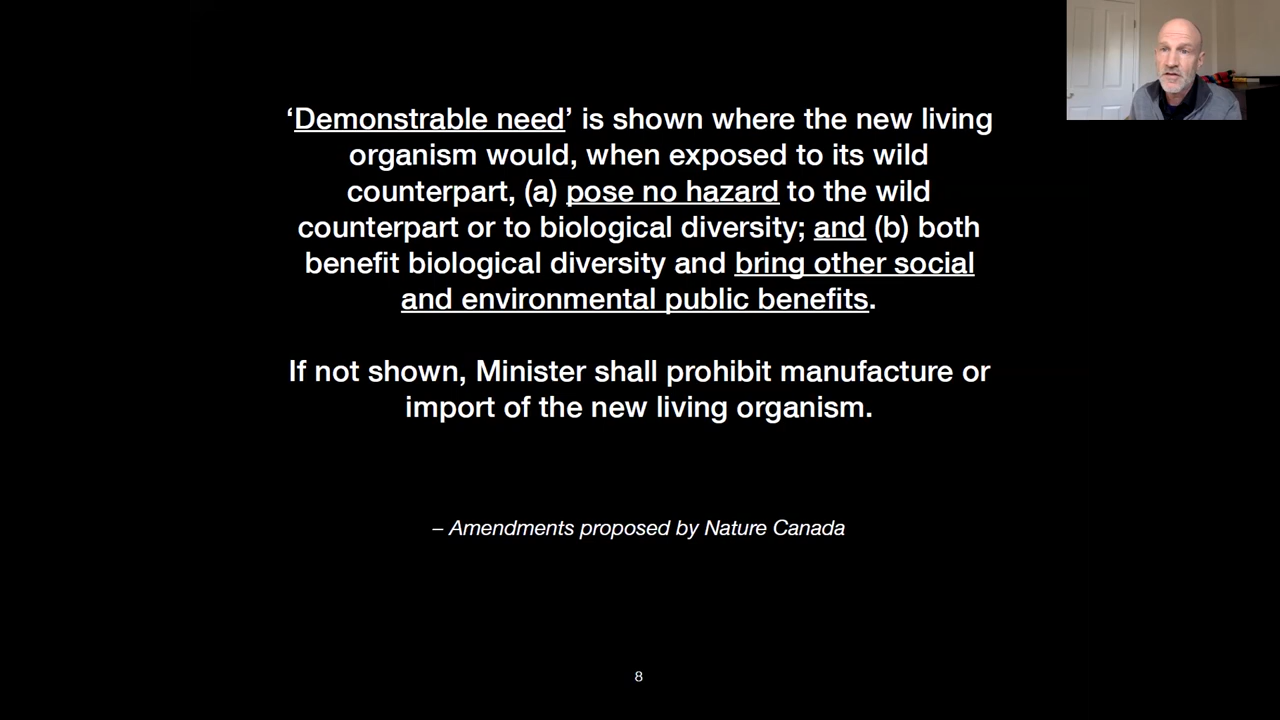 ‘Demonstrable need’ is shown where the new living
organism would, when exposed to its wild
counterpart, (a) pose no hazard to the wild
counterpart or to biological diversity; and (b) both
benefit biological diversity and bring other social
and environmental public benefits.
If not shown, Minister shall prohibit manufacture or
import of the new living organism.
– Amendments proposed by Nature Canada
8